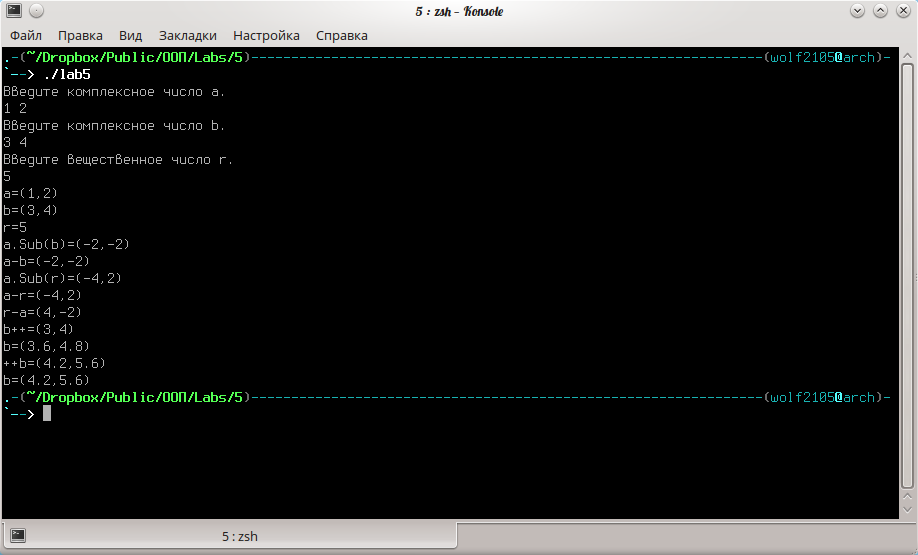 5 : zsh – Konsole
Файл Правка Вид Закладки Настройка Справка
.-(~/Dropbox/Public/ООП/Labs/5)------------------------------------------------------------------(wolf2105@arch)-
`--> ./lab5
Введите комплексное число a.
1 2
Введите комплексное число b.
3 4
Введите вещественное число r.
5
a=(1,2)
b=(3,4)
r=5
a.Sub(b)=(-2,-2)
a-b=(-2,-2)
a.Sub(r)=(-4,2)
a-r=(-4,2)
r-a=(4,-2)
b++=(3,4)
b=(3.6,4.8)
++b=(4.2,5.6)
b=(4.2,5.6)
.-(~/Dropbox/Public/ООП/Labs/5)------------------------------------------------------------------(wolf2105@arch)-
`-->
5 : zsh